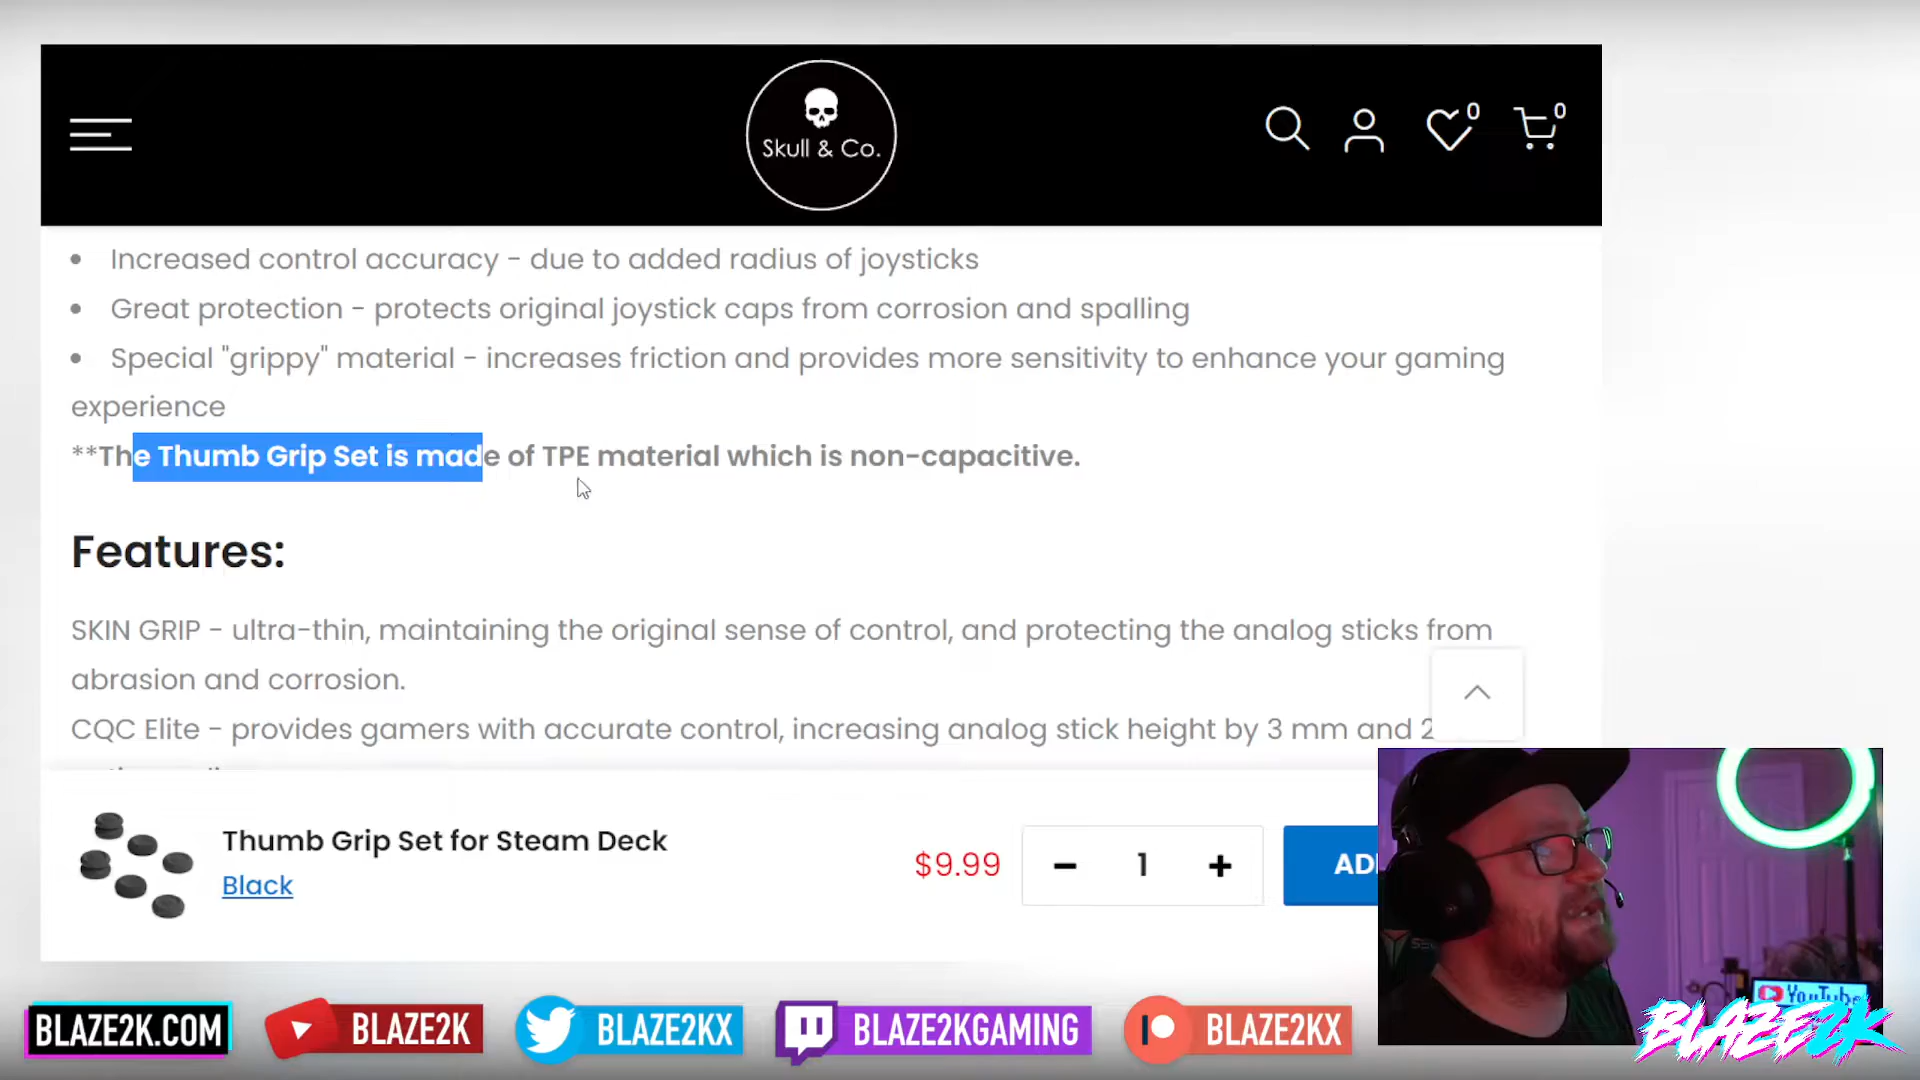 Skull & Co.
0
0
Increased control accuracy - due to added radius of joysticks
Great protection - protects original joystick caps from corrosion and spalling
Special "grippy" material - increases friction and provides more sensitivity to enhance your gaming
experience
**The Thumb Grip Set is made of TPE material which is non-capacitive.
Features:
SKIN GRIP - ultra-thin, maintaining the original sense of control, and protecting the analog sticks from
abrasion and corrosion.
CQC Elite - provides gamers with accurate control, increasing analog stick height by 3 mm and 2
Thumb Grip Set for Steam Deck
Black
$9.99
1
YouTube
BLAZE2K.COM
BLAZE2K
BLAZE2KX
BLAZE2KGAMING
BLAZE2KX
BLAZE2K